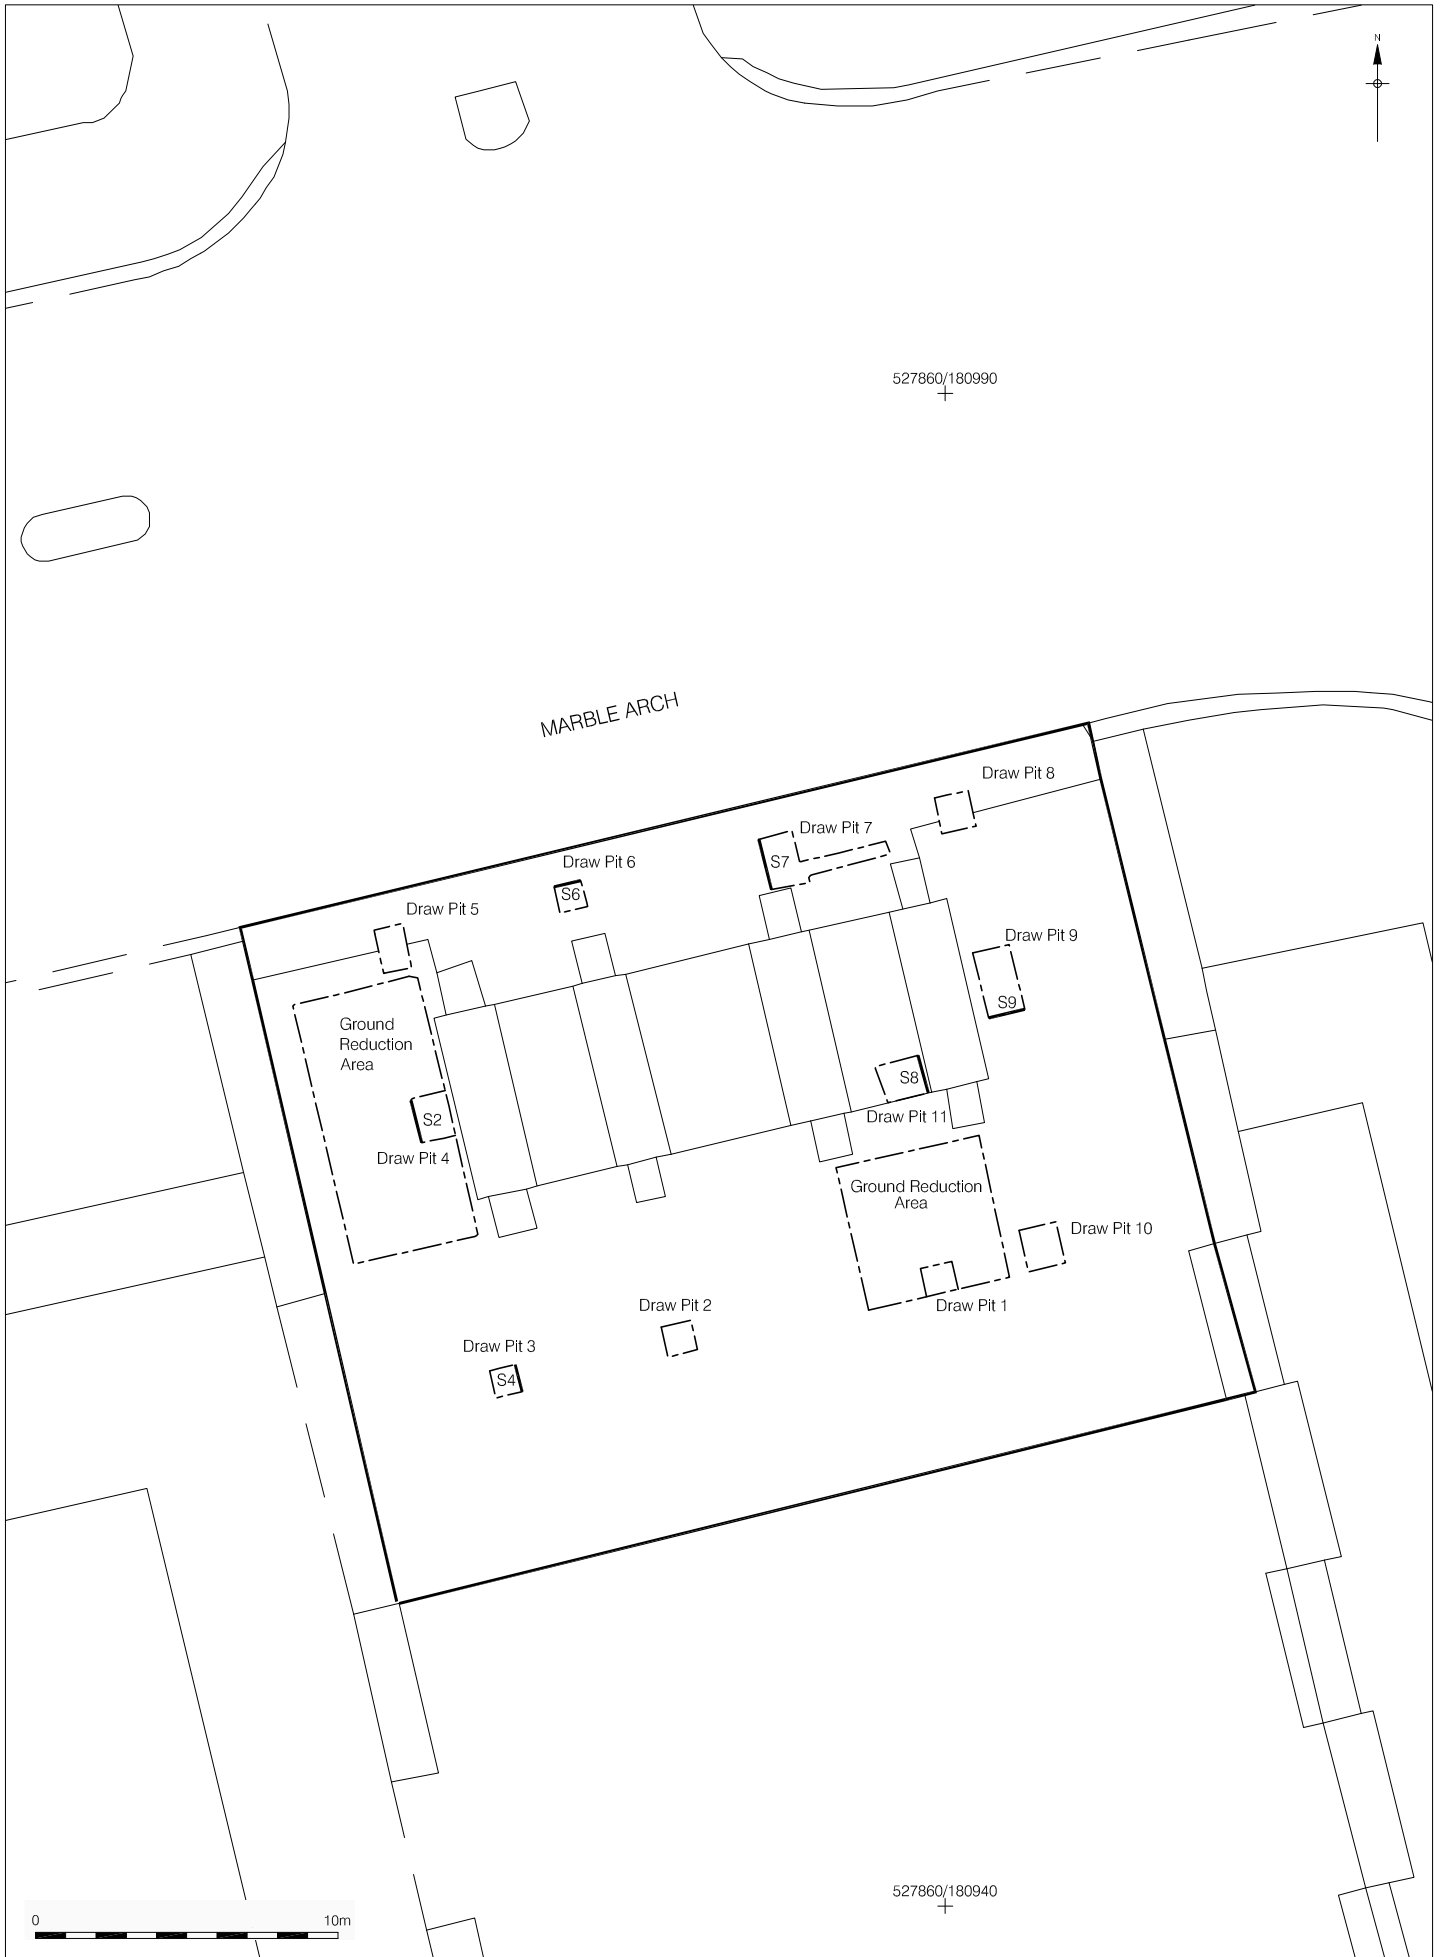 N
527860/180990
MARBLE ARCH
Draw Pit 8
Draw Pit 7
S7
Draw Pit 6
S6
Draw Pit 5
Draw Pit 9
S9
Ground
Reduction
Area
S8
Draw Pit 11
S2
Draw Pit 4
Ground Reduction
Area
Draw Pit 10
Draw Pit 1
Draw Pit 2
Draw Pit 3
S4
527860/180940
0 10m